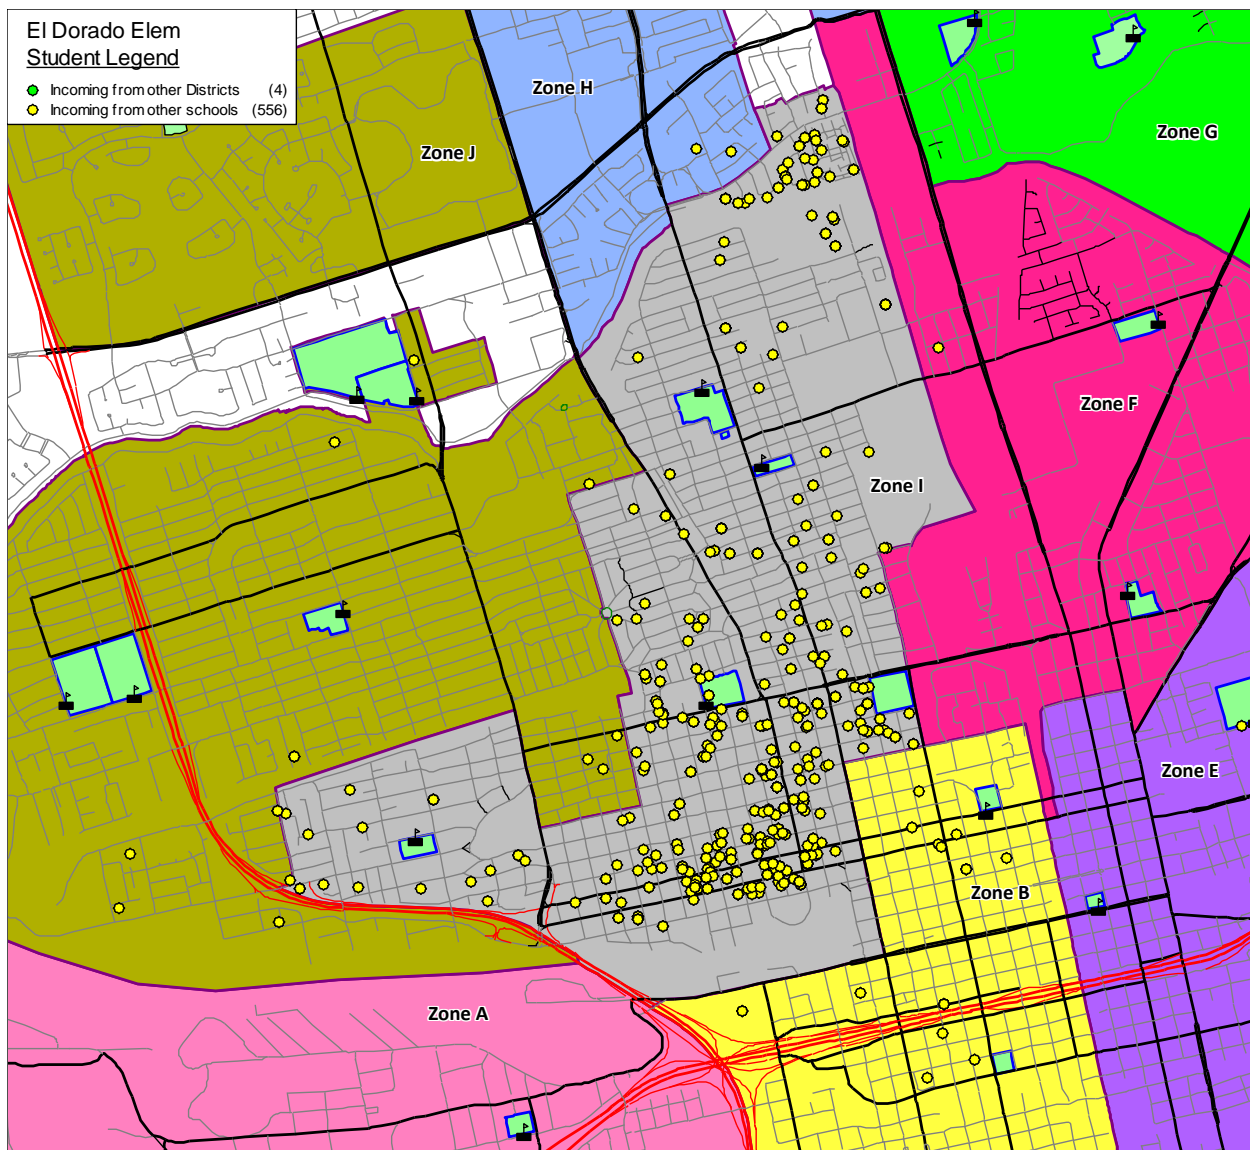 El Dorado Elem
Student Legend
Incoming from other Districts (4)
Incoming from other schools (556)
Zone H
Zone J
Zone G
Zone F
Zone I
Zone E
Zone B
Zone A